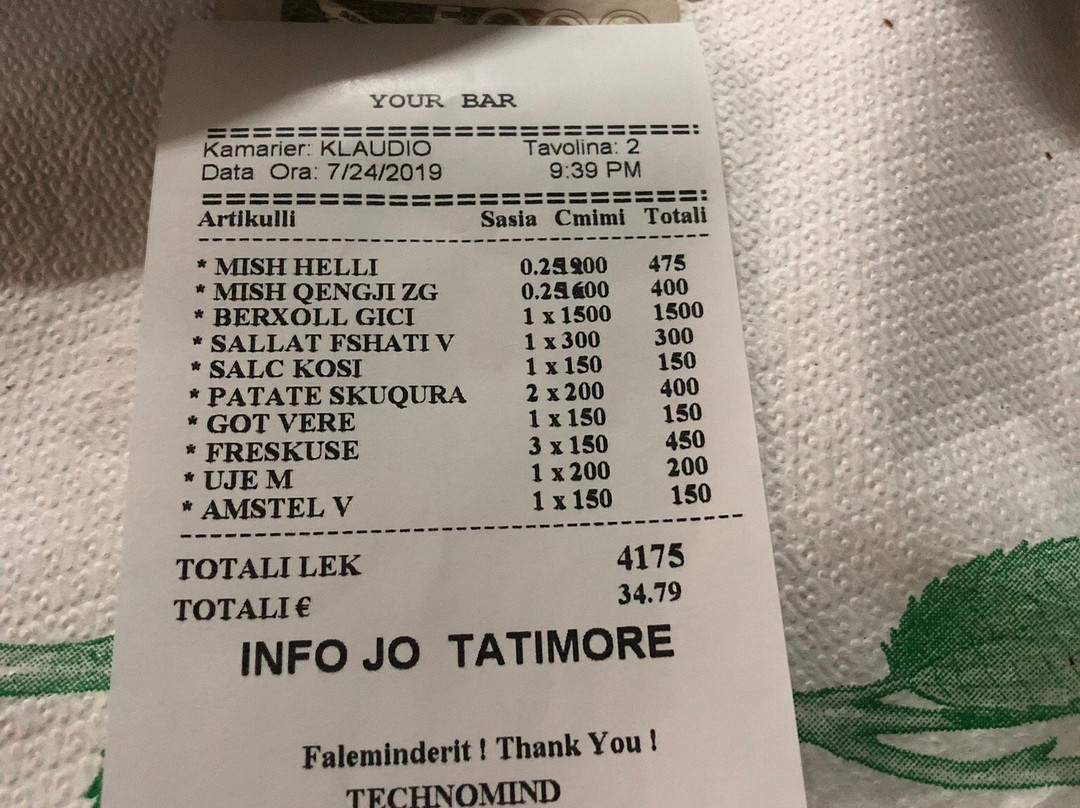 YOUR BAR
=================================:
Kamarier: KLAUDIO Tavolina: 2
Data Ora: 7/24/2019 9:39 PM
=================================:
Artikulli Sasia Cmimi Totali
* MISH HELLI 475
* MISH QENGJI ZG 400
* BERXOLL GICI 1 x 1500 1500
* SALLAT FSHATI V 1 x 300 300
* SALC KOSI 1 x 150 150
* PATATE SKUQURA 2 x 200 400
* GOT VERE 1 x 150 150
* FRESKUSE 3 x 150 450
* UJE M 1 x 200 200
* AMSTEL V 1 x 150 150
TOTALI LEK 4175
TOTALI € 34.79
INFO JO TATIMORE
Faleminderit ! Thank You !
TECHNOMIND